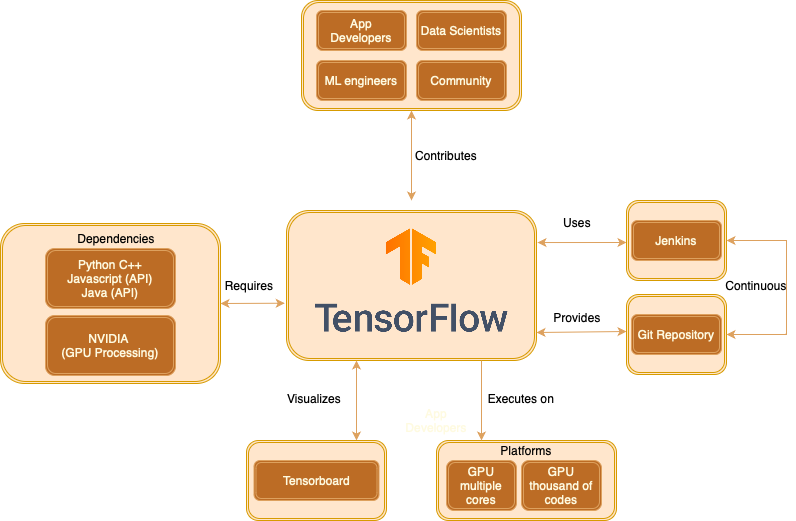 App
Developers
Data Scientists
ML engineers
Community
Contributes
Dependencies
Python C++
Javascript (API)
Java (API)
NVIDIA
(GPU Processing)
Requires
TensorFlow
Uses
Jenkins
Continuous
Provides
Git Repository
Visualizes
Executes on
App
Developers
Tensorboard
Platforms
GPU
multiple
cores
GPU
thousand of
codes